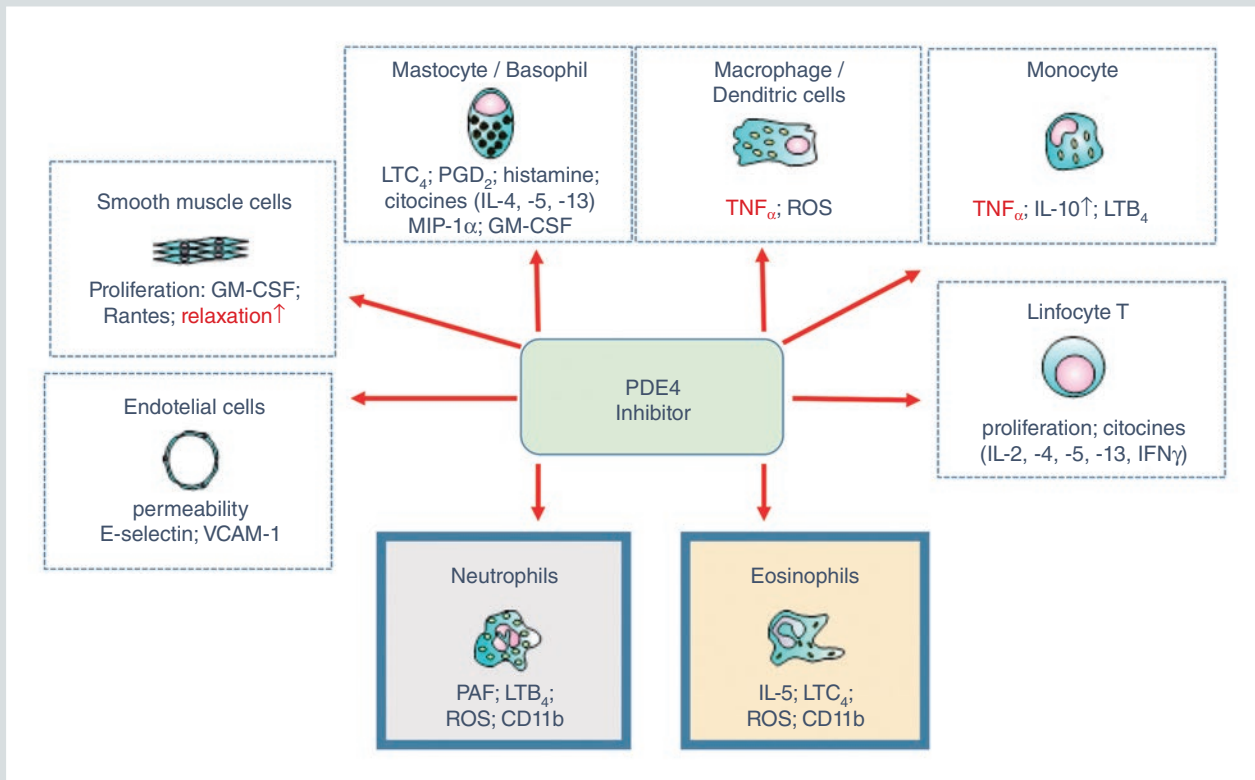 Mastocyte / Basophil
LTC₄; PGD₂; histamine;
citocines (IL-4, -5, -13)
MIP-1α; GM-CSF
Macrophage /
Denditric cells
TNFα; ROS
Monocyte
TNFα; IL-10↑; LTB₄
Smooth muscle cells
Proliferation: GM-CSF;
Rantes; relaxation↑
Linfocyte T
proliferation; citocines
(IL-2, -4, -5, -13, IFNγ)
PDE4
Inhibitor
Endotelial cells
permeability
E-selectin; VCAM-1
Neutrophils
PAF; LTB₄;
ROS; CD11b
Eosinophils
IL-5; LTC₄;
ROS; CD11b